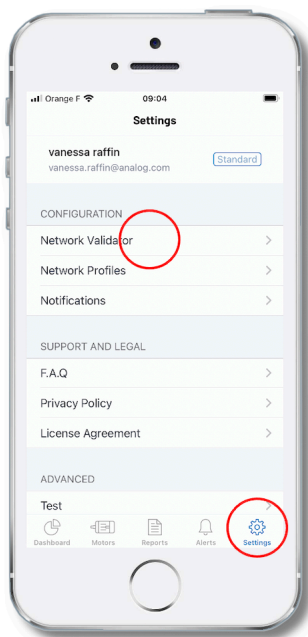 Orange F 09:04
Settings
vanessa raffin
vanessa.raffin@analog.com
Standard
CONFIGURATION
Network Validator
Network Profiles
Notifications
SUPPORT AND LEGAL
F.A.Q
Privacy Policy
License Agreement
ADVANCED
Test
Dashboard Motors Reports Alerts Settings